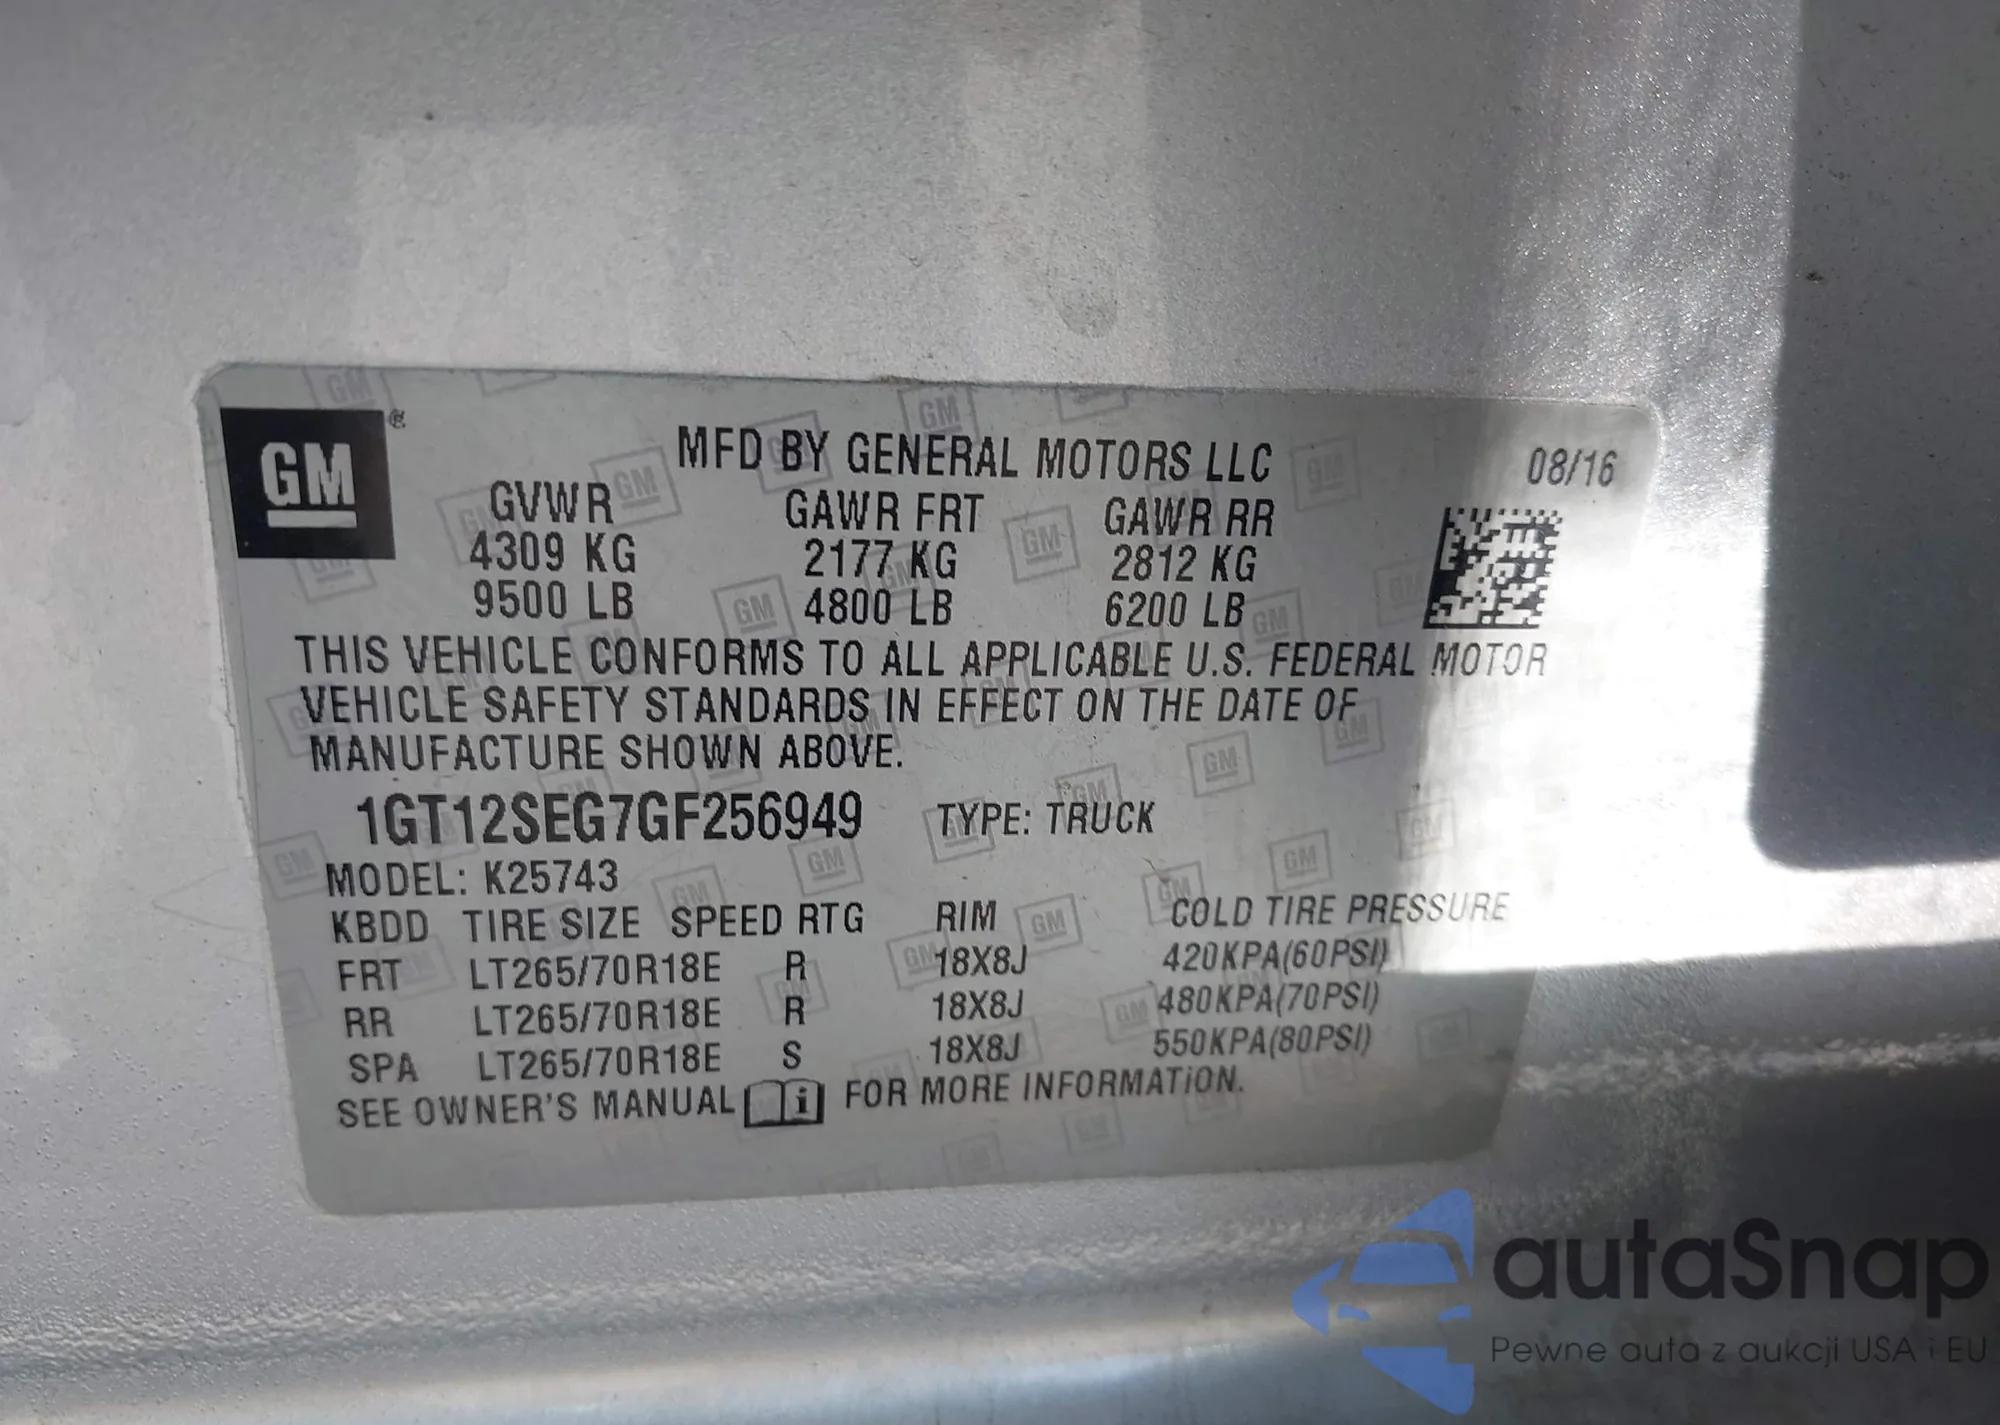 GM
MFD BY GENERAL MOTORS LLC 08/16
GVWR GAWR FRT GAWR RR
4309 KG 2177 KG 2812 KG
9500 LB 4800 LB 6200 LB
THIS VEHICLE CONFORMS TO ALL APPLICABLE U.S. FEDERAL MOTOR
VEHICLE SAFETY STANDARDS IN EFFECT ON THE DATE OF
MANUFACTURE SHOWN ABOVE.
1GT12SEG7GF256949 TYPE: TRUCK
MODEL: K25743
KBDD TIRE SIZE SPEED RTG RIM COLD TIRE PRESSURE
FRT LT265/70R18E R 18X8J 420KPA(60PSI)
RR LT265/70R18E R 18X8J 480KPA(70PSI)
SPA LT265/70R18E S 18X8J 550KPA(80PSI)
SEE OWNER'S MANUAL i FOR MORE INFORMATiON.
autaSnap
Pewne auta z aukcji USA i EU